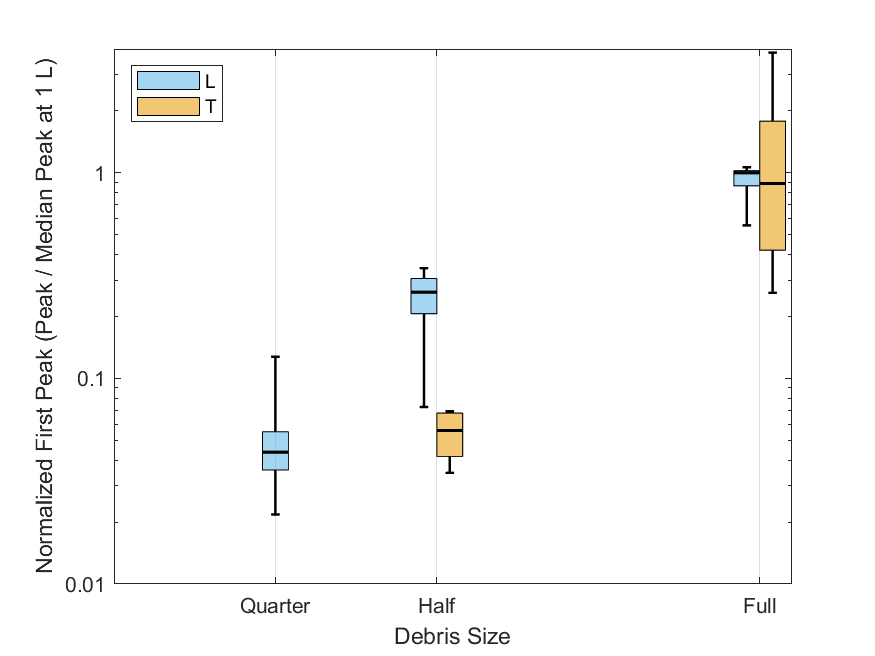 L
T
Normalized First Peak (Peak / Median Peak at 1 L)
1
0.1
0.01
Quarter
Half
Full
Debris Size